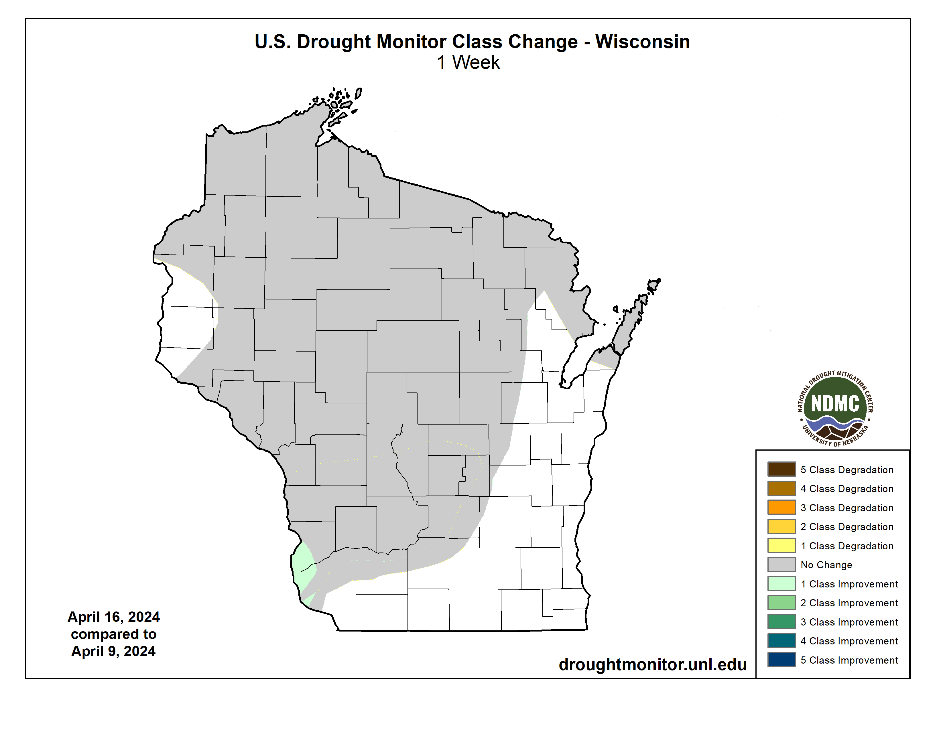 U.S. Drought Monitor Class Change - Wisconsin
1 Week
NATIONAL DROUGHT MITIGATION CENTER
NDMC
UNIVERSITY OF NEBRASKA
5 Class Degradation
4 Class Degradation
3 Class Degradation
2 Class Degradation
1 Class Degradation
No Change
1 Class Improvement
2 Class Improvement
3 Class Improvement
4 Class Improvement
5 Class Improvement
April 16, 2024
compared to
April 9, 2024
droughtmonitor.unl.edu